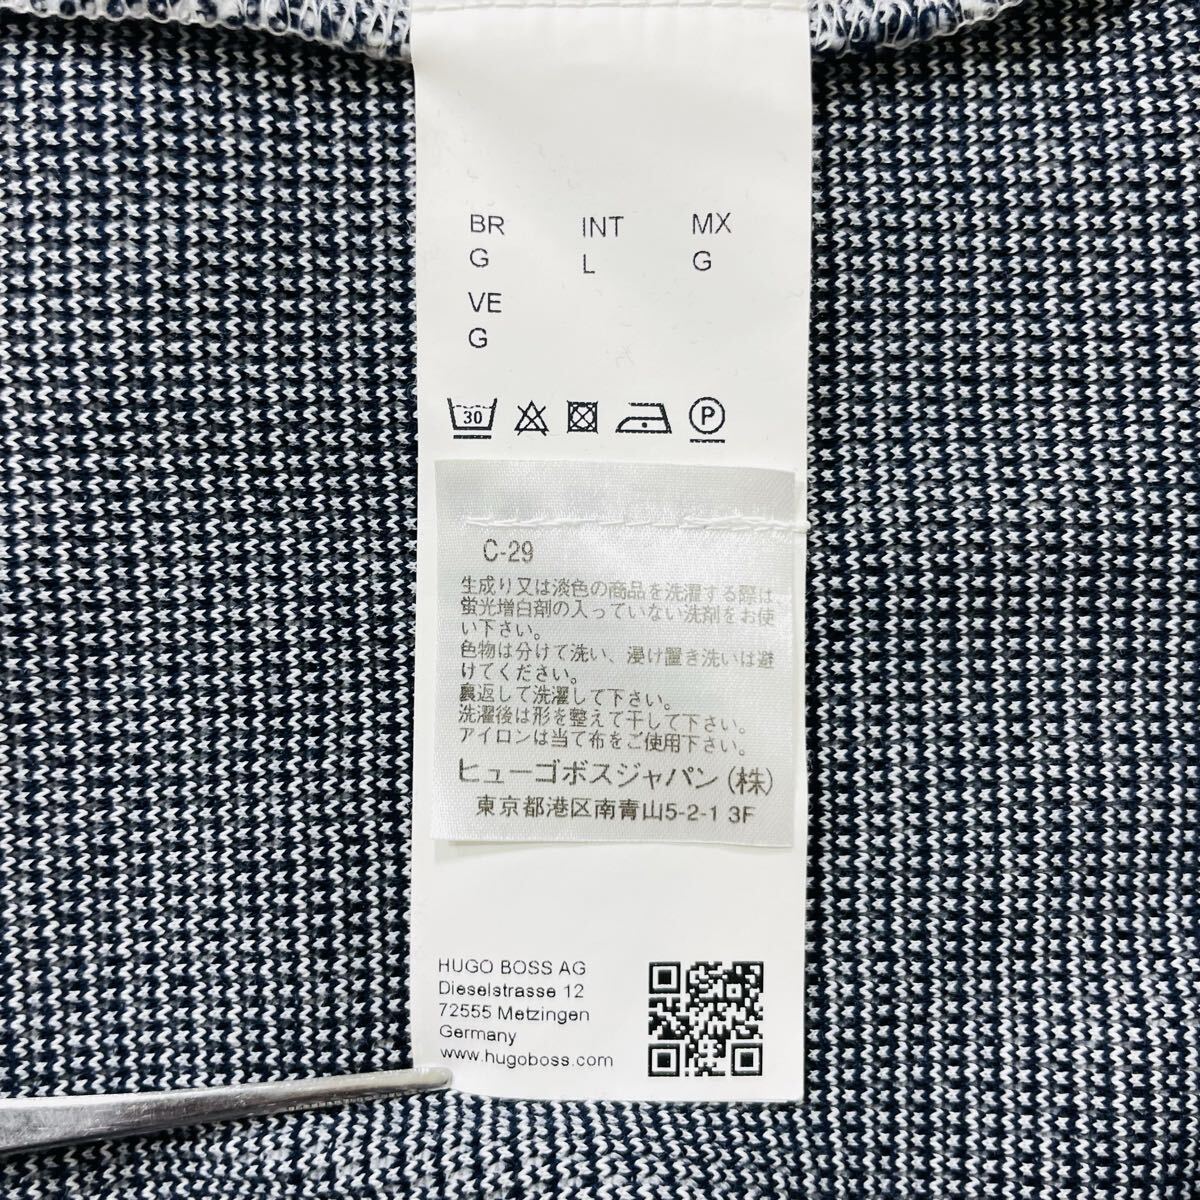 BR INT MX
G L G
VE
G
30 P
C-29
生成り又は淡色の商品を洗濯する際は、
蛍光増白剤の入っていない洗剤をお使
い下さい。
色物は分けて洗い、浸け置き洗いは避
けてください。
裏返して洗濯して下さい。
洗濯後は形を整えて干して下さい。
アイロンは当て布をご使用下さい。
ヒューゴボスジャパン(株)
東京都港区南青山5-2-1 3F
HUGO BOSS AG
Dieselstrasse 12
72555 Metzingen
Germany
www.hugoboss.com